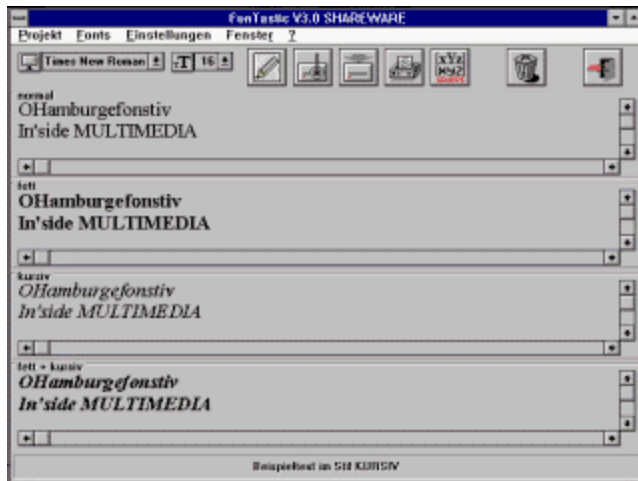 FonTastic V3.0 SHAREWARE
Projekt Fonts Einstellungen Fenster ?
Times New Roman T 16
xYz
normal
OHamburgefonstiv
In'side MULTIMEDIA
fett
OHamburgefonstiv
In'side MULTIMEDIA
kursiv
OHamburgefonstiv
In'side MULTIMEDIA
fett + kursiv
OHamburgefonstiv
In'side MULTIMEDIA
Beispieltext im Stil KURSIV